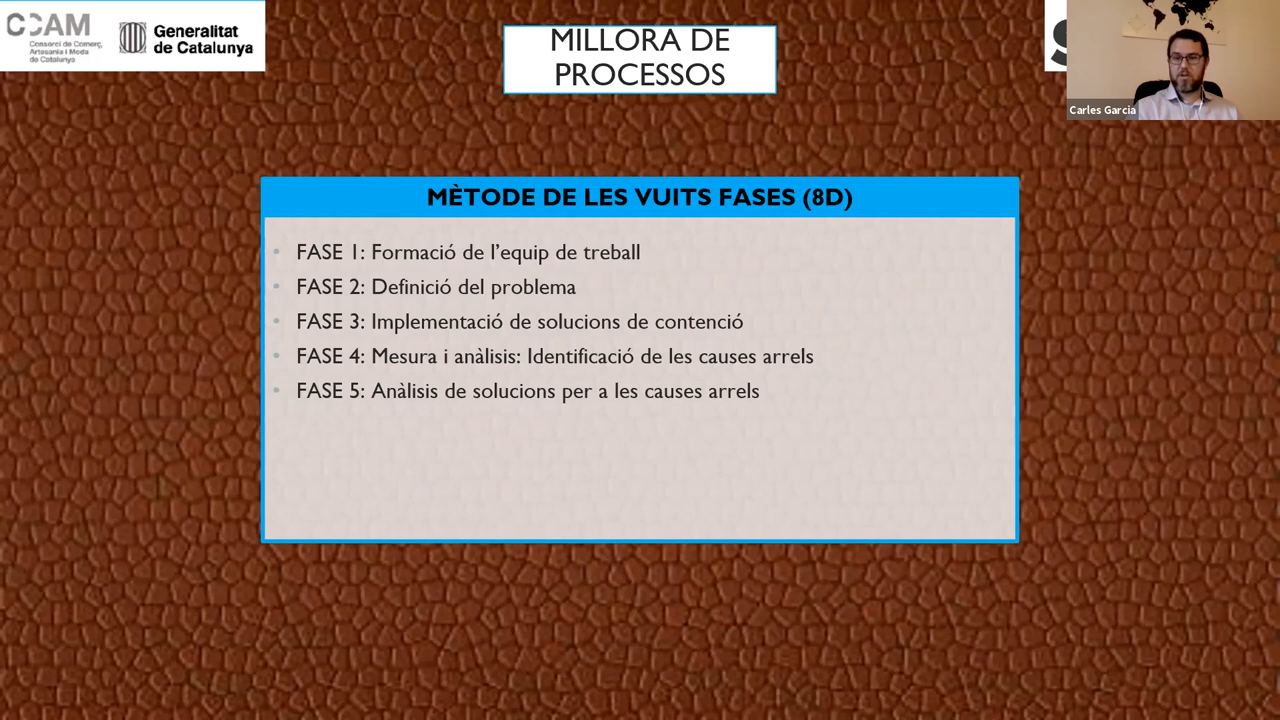 CCAM
Consorci de Comerç,
Artesania i Moda
de Catalunya
Generalitat
de Catalunya
MILLORA DE
PROCESSOS
Carles Garcia
MÈTODE DE LES VUITS FASES (8D)
• FASE 1: Formació de l’equip de treball
• FASE 2: Definició del problema
• FASE 3: Implementació de solucions de contenció
• FASE 4: Mesura i anàlisis: Identificació de les causes arrels
• FASE 5: Anàlisis de solucions per a les causes arrels